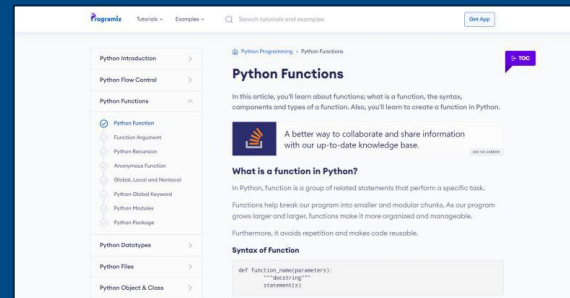 Programiz
Tutorials
Examples
Search tutorials and examples
Get App
Python Introduction
Python Flow Control
Python Functions
Python Function
Function Argument
Python Recursion
Anonymous Function
Global, Local and Nonlocal
Python Global Keyword
Python Modules
Python Package
Python Datatypes
Python Files
Python Object & Class
Python Programming > Python Functions
TOC
Python Functions
In this article, you'll learn about functions; what is a function, the syntax,
components and types of a function. Also, you'll learn to create a function in Python.
A better way to collaborate and share information
with our up-to-date knowledge base.
ADS VIA CARBON
What is a function in Python?
In Python, function is a group of related statements that perform a specific task.
Functions help break our program into smaller and modular chunks. As our program
grows larger and larger, functions make it more organized and manageable.
Furthermore, it avoids repetition and makes code reusable.
Syntax of Function
def function_name(parameters):
"""docstring"""
statement(s)